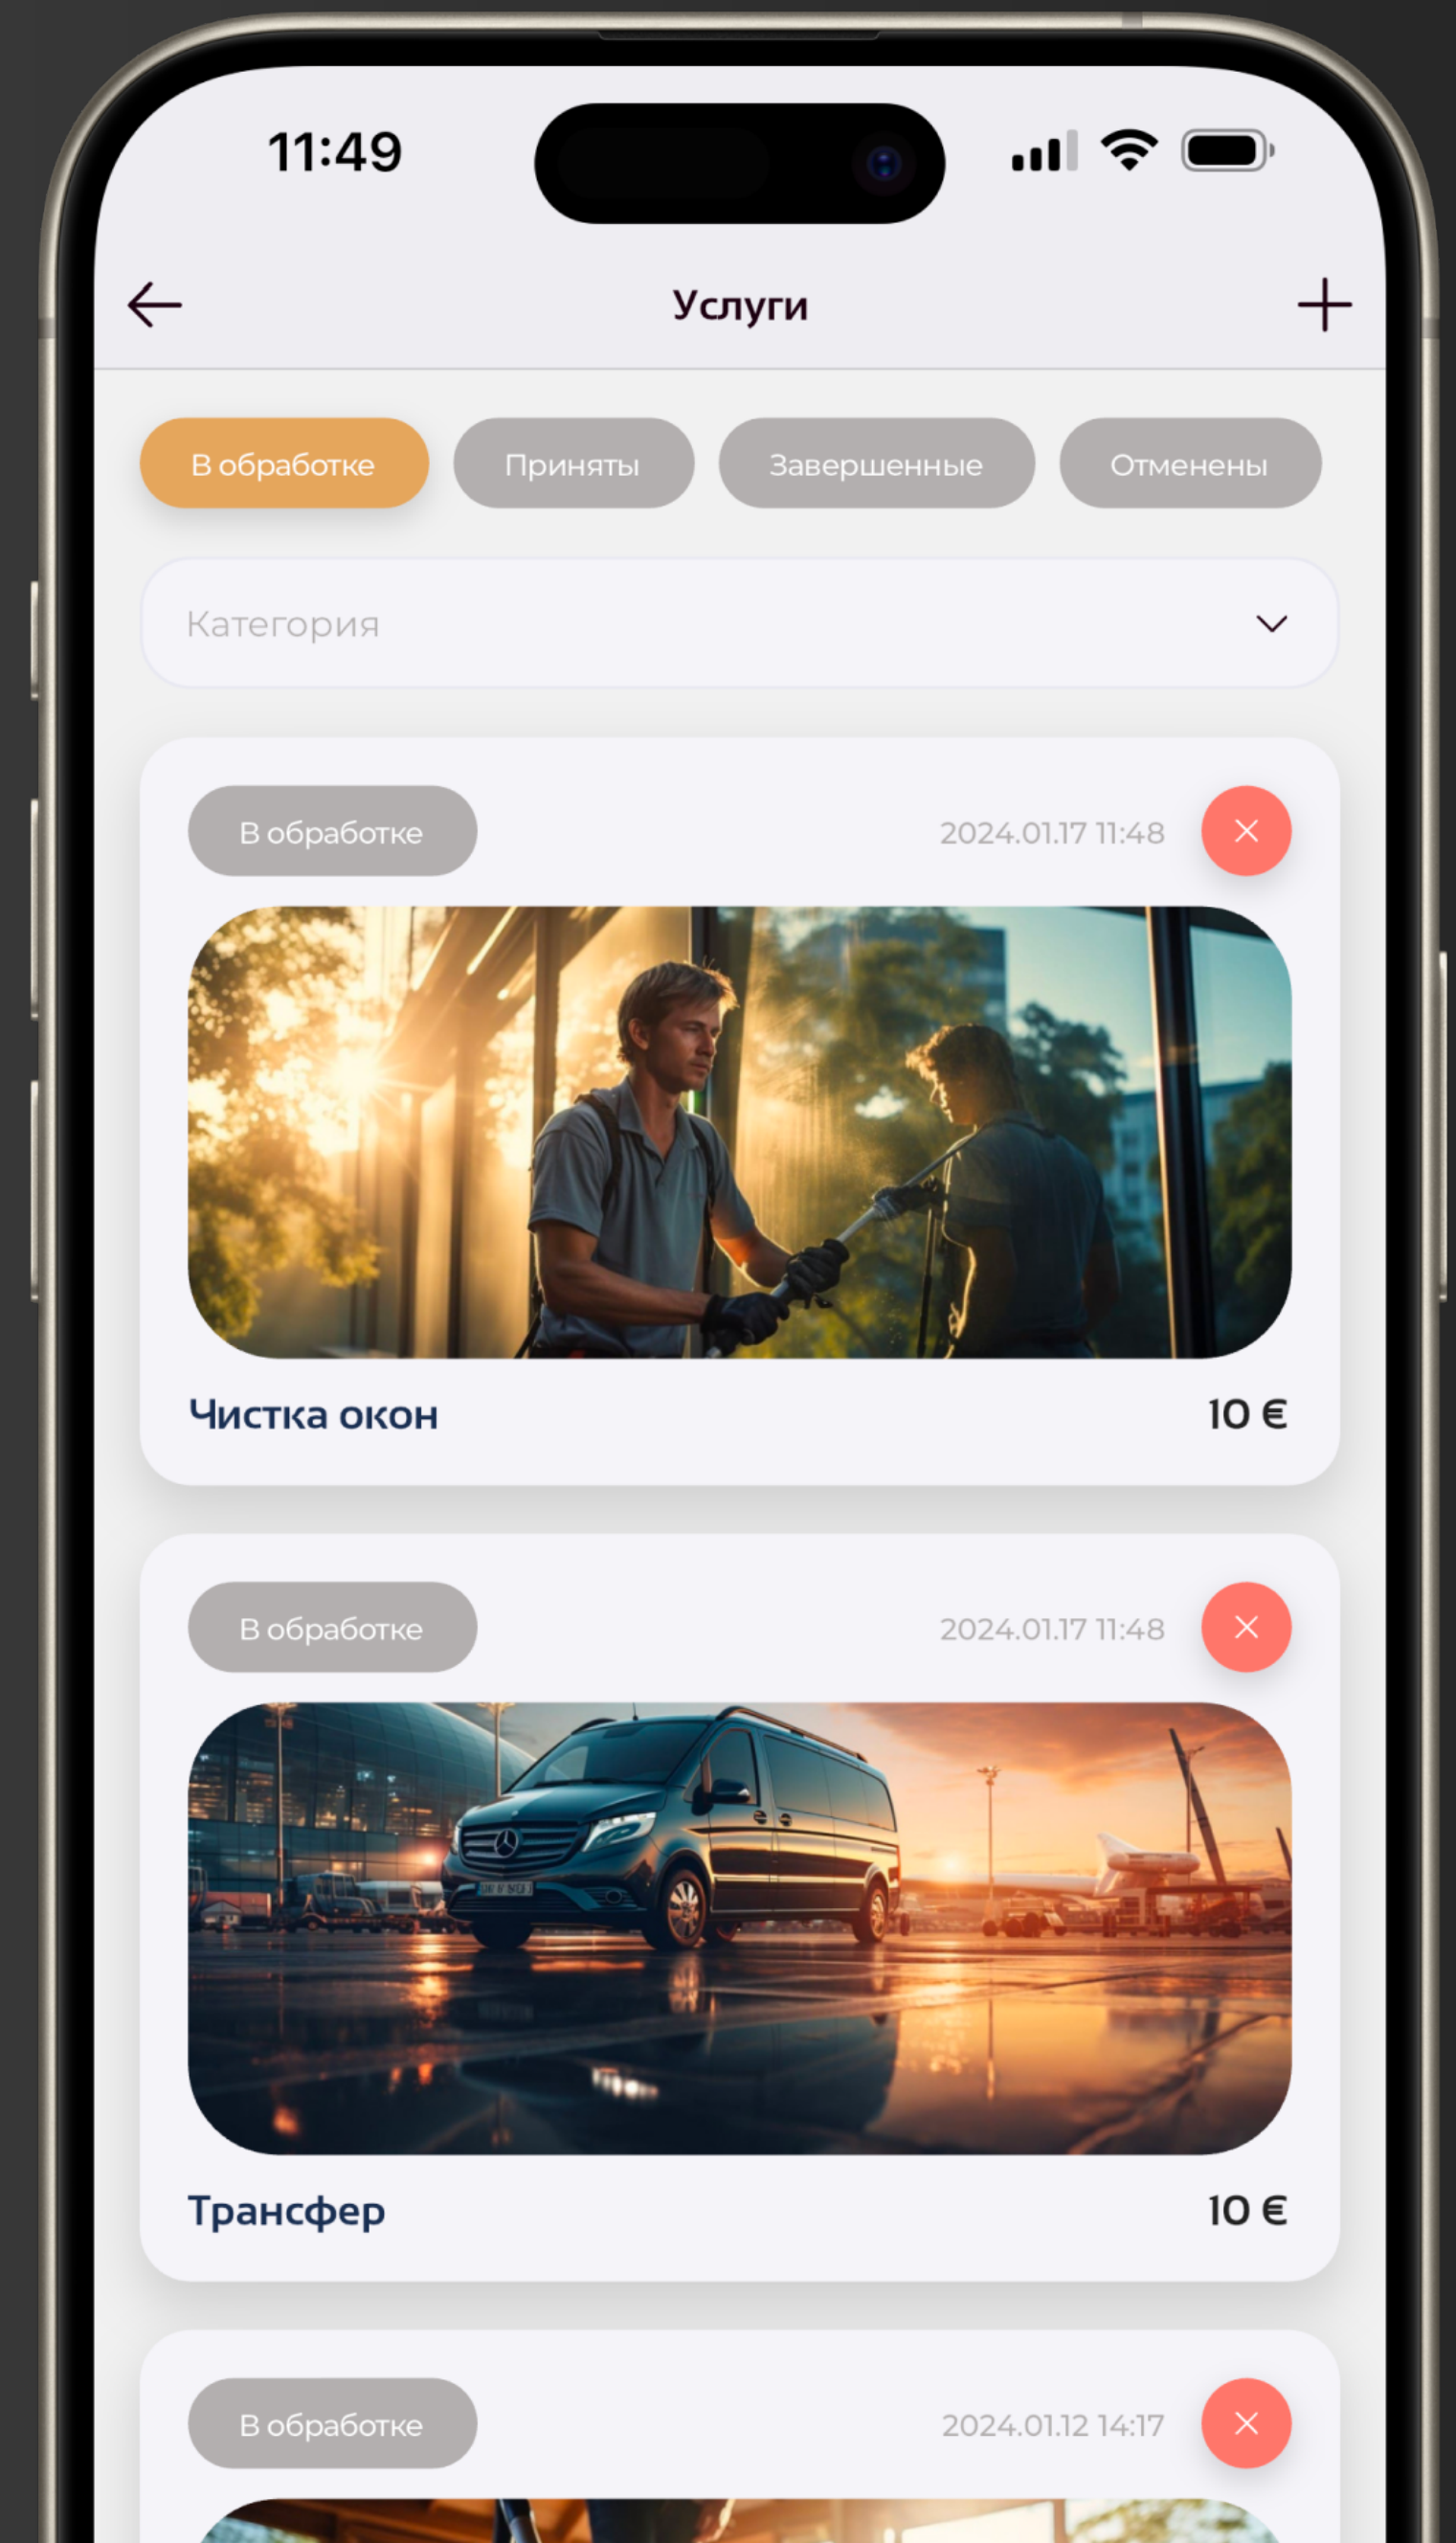 11:49
Услуги
В обработке
Приняты
Завершенные
Отменены
Категория
В обработке
2024.01.17 11:48
Чистка окон
10 €
В обработке
2024.01.17 11:48
Трансфер
10 €
В обработке
2024.01.12 14:17